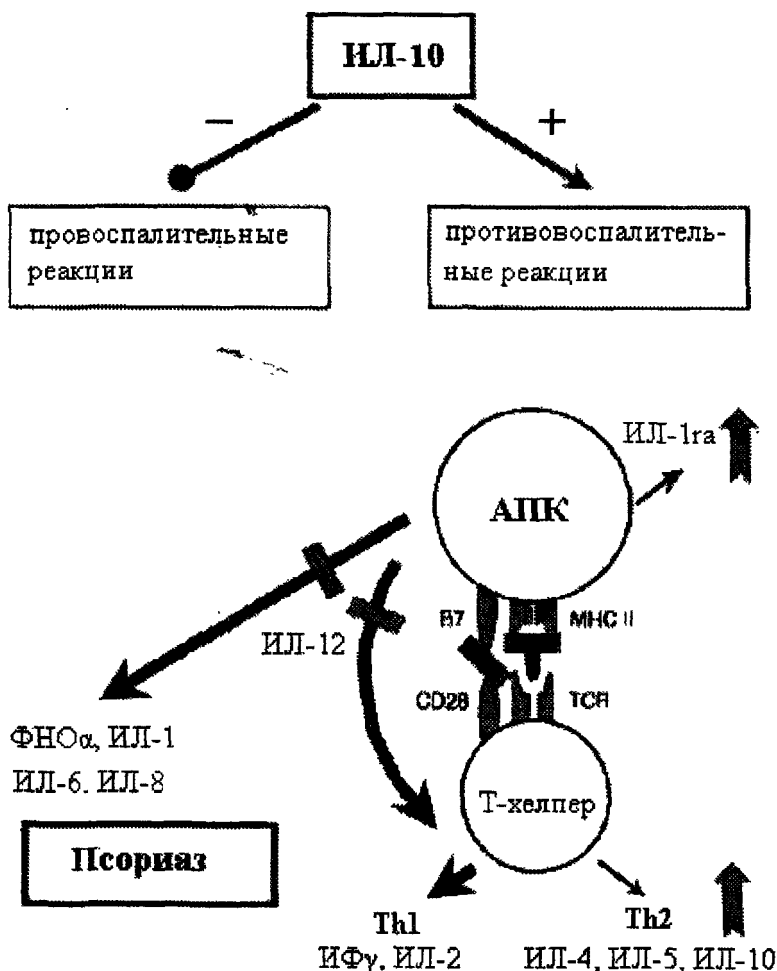 ИЛ-10
−
+
провоспалительные
реакции
противовоспалитель-
ные реакции
ИЛ-1ra
АПК
B7
MHC II
ИЛ-12
CD28
TCR
ФНОα, ИЛ-1
ИЛ-6. ИЛ-8
Т-хелпер
Псориаз
Th1
Th2
ИФγ, ИЛ-2
ИЛ-4, ИЛ-5, ИЛ-10